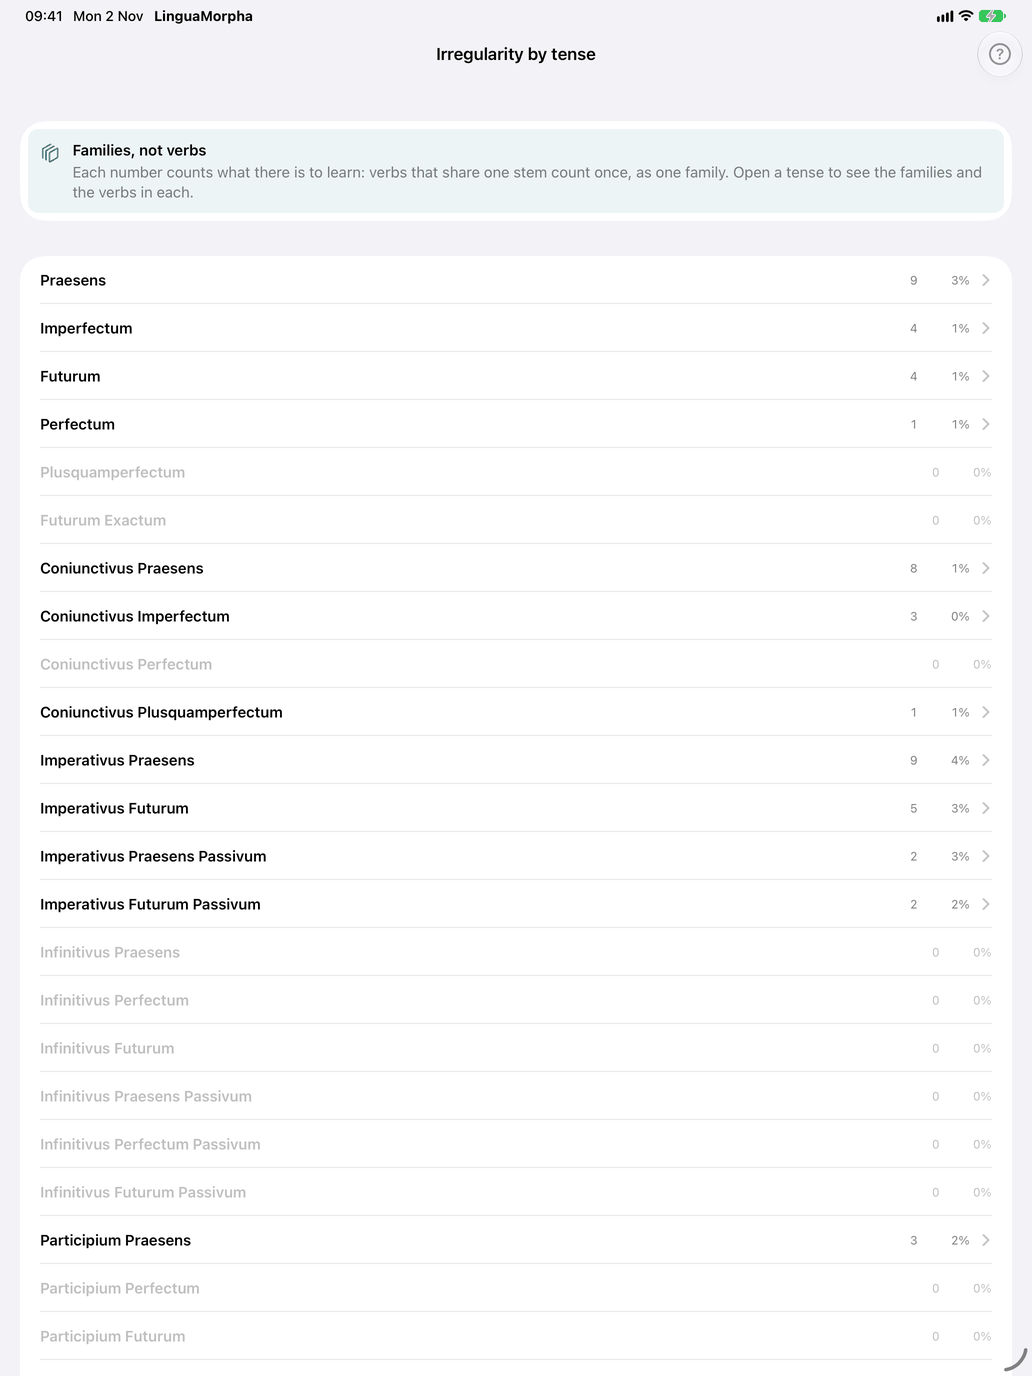 09:41 Mon 2 Nov LinguaMorpha
Irregularity by tense
?
Families, not verbs
Each number counts what there is to learn: verbs that share one stem count once, as one family. Open a tense to see the families and
the verbs in each.
Praesens 9 3%
Imperfectum 4 1%
Futurum 4 1%
Perfectum 1 1%
Plusquamperfectum 0 0%
Futurum Exactum 0 0%
Coniunctivus Praesens 8 1%
Coniunctivus Imperfectum 3 0%
Coniunctivus Perfectum 0 0%
Coniunctivus Plusquamperfectum 1 1%
Imperativus Praesens 9 4%
Imperativus Futurum 5 3%
Imperativus Praesens Passivum 2 3%
Imperativus Futurum Passivum 2 2%
Infinitivus Praesens 0 0%
Infinitivus Perfectum 0 0%
Infinitivus Futurum 0 0%
Infinitivus Praesens Passivum 0 0%
Infinitivus Perfectum Passivum 0 0%
Infinitivus Futurum Passivum 0 0%
Participium Praesens 3 2%
Participium Perfectum 0 0%
Participium Futurum 0 0%